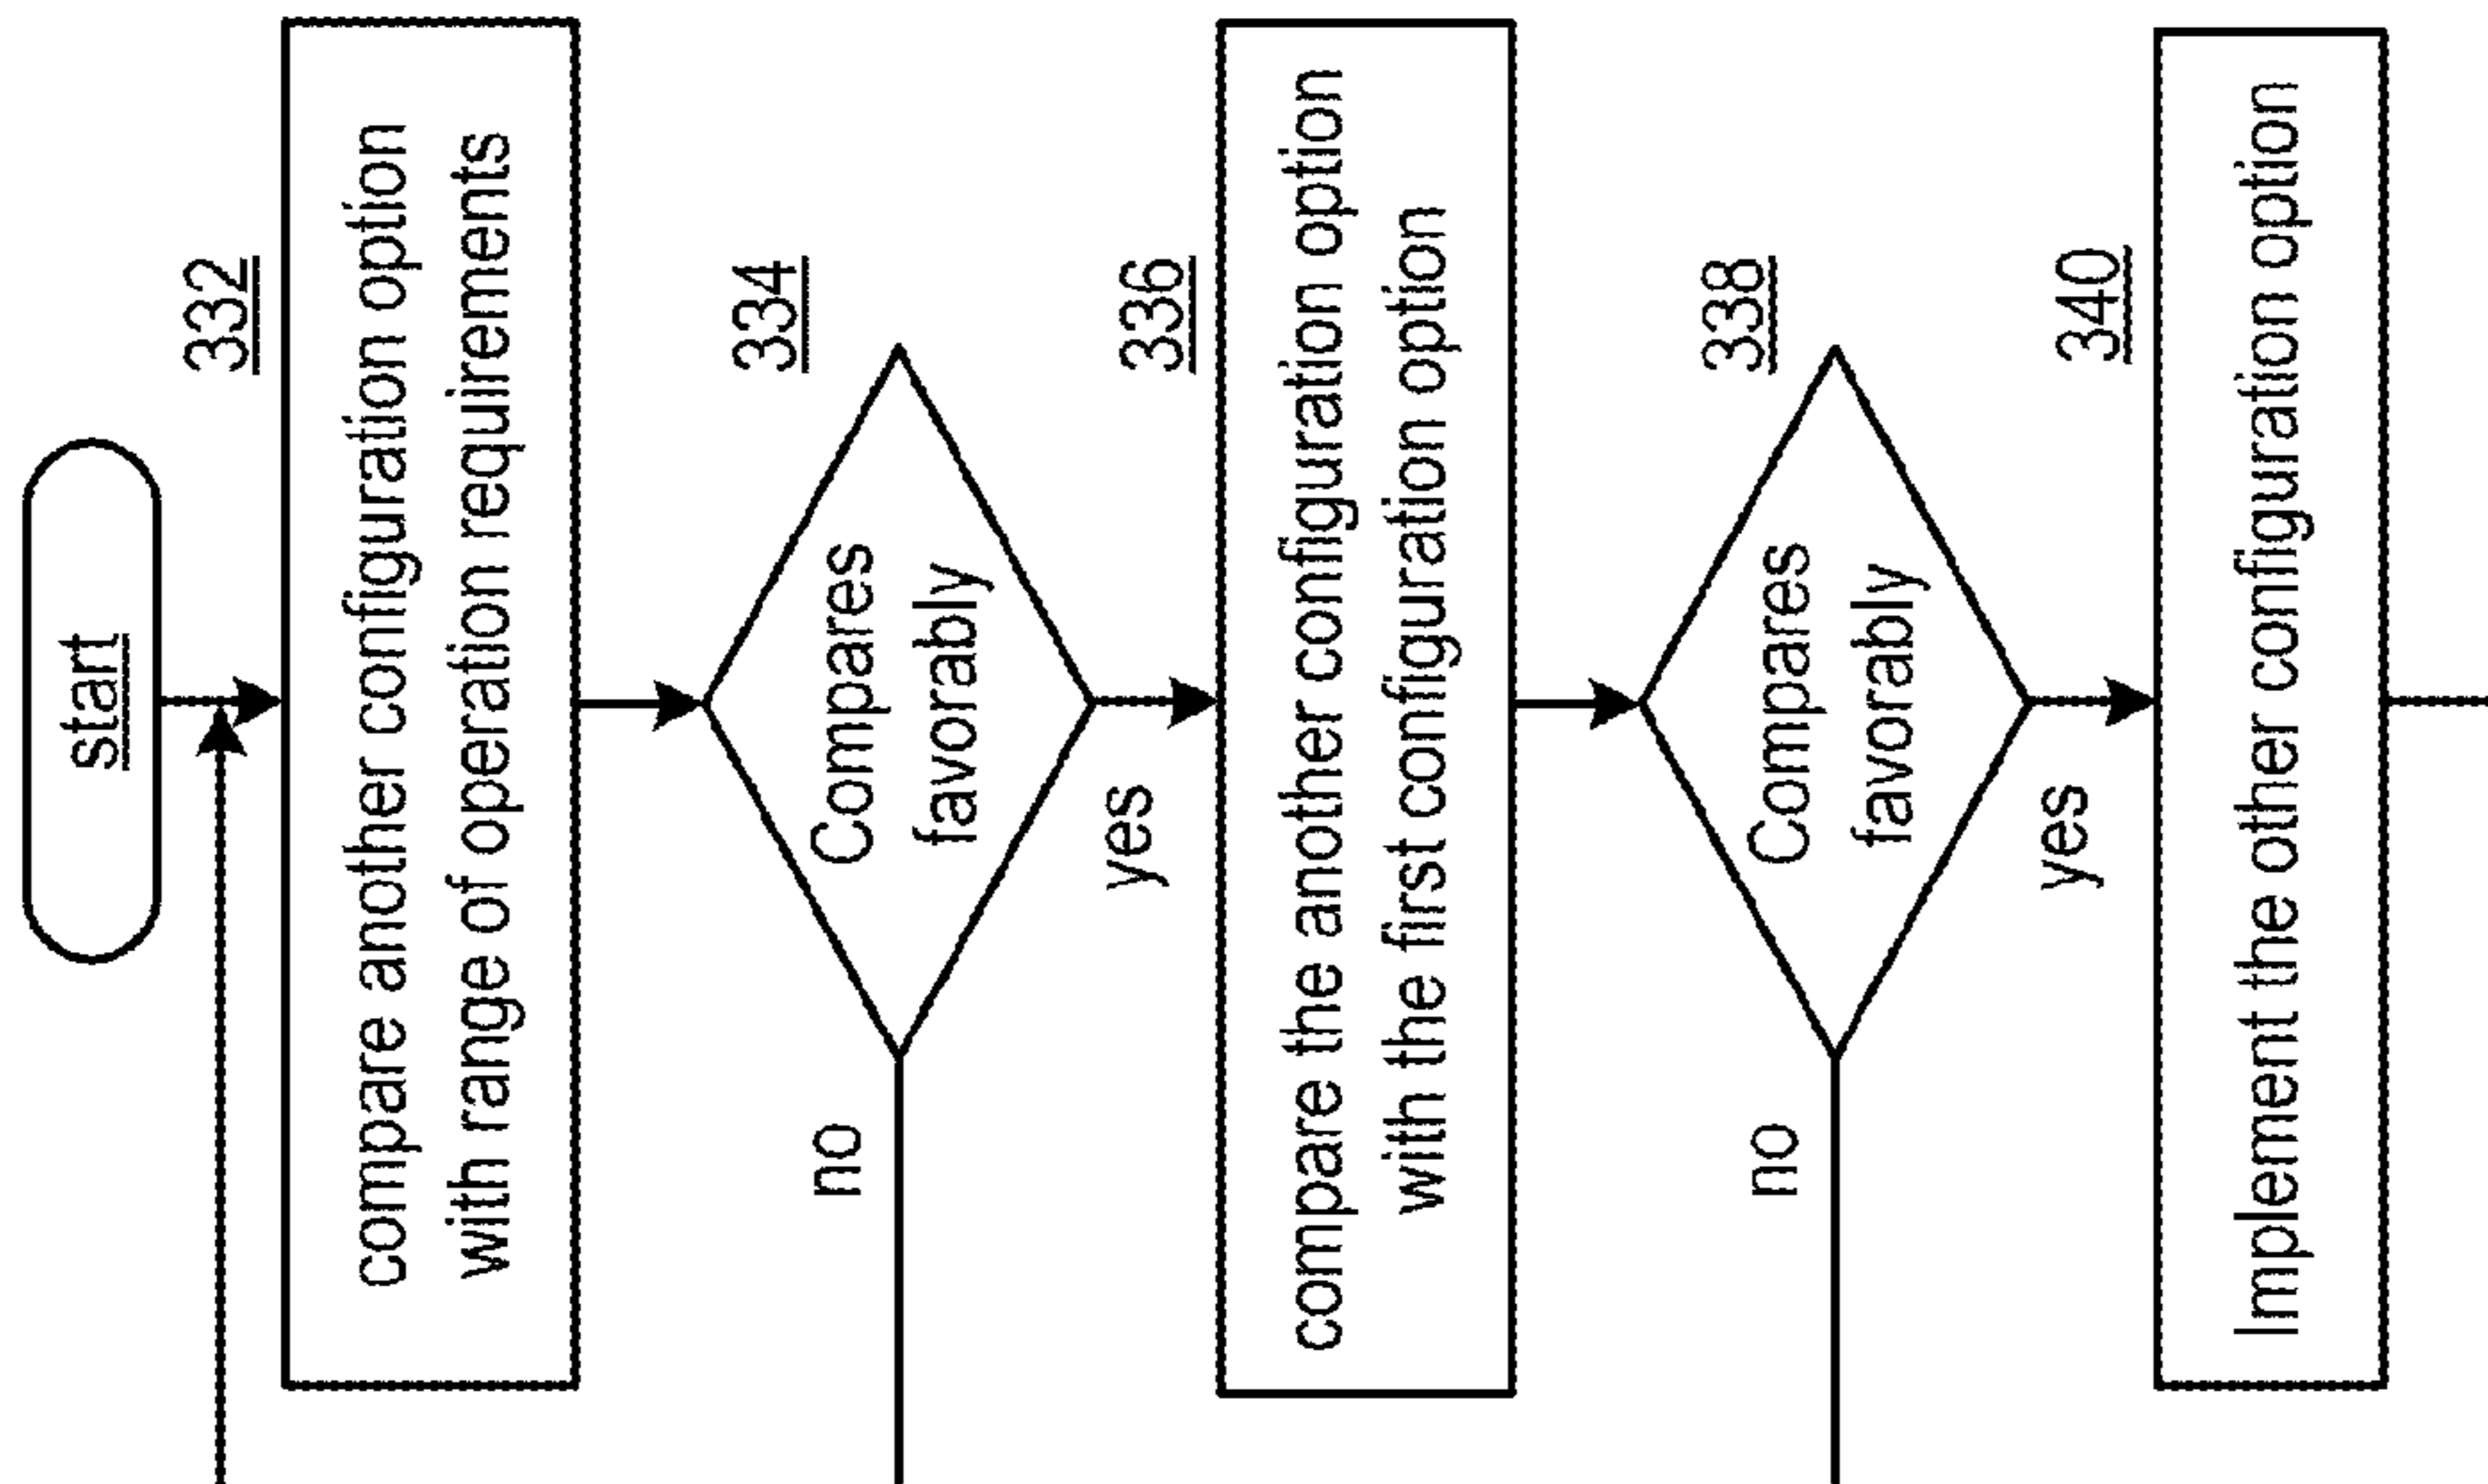 start
332
compare another configuration option
with range of operation requirements
334
Compares
favorably
no
yes
336
compare the another configuration option
with the first configuration option
338
Compares
favorably
no
yes
340
Implement the other configuration option